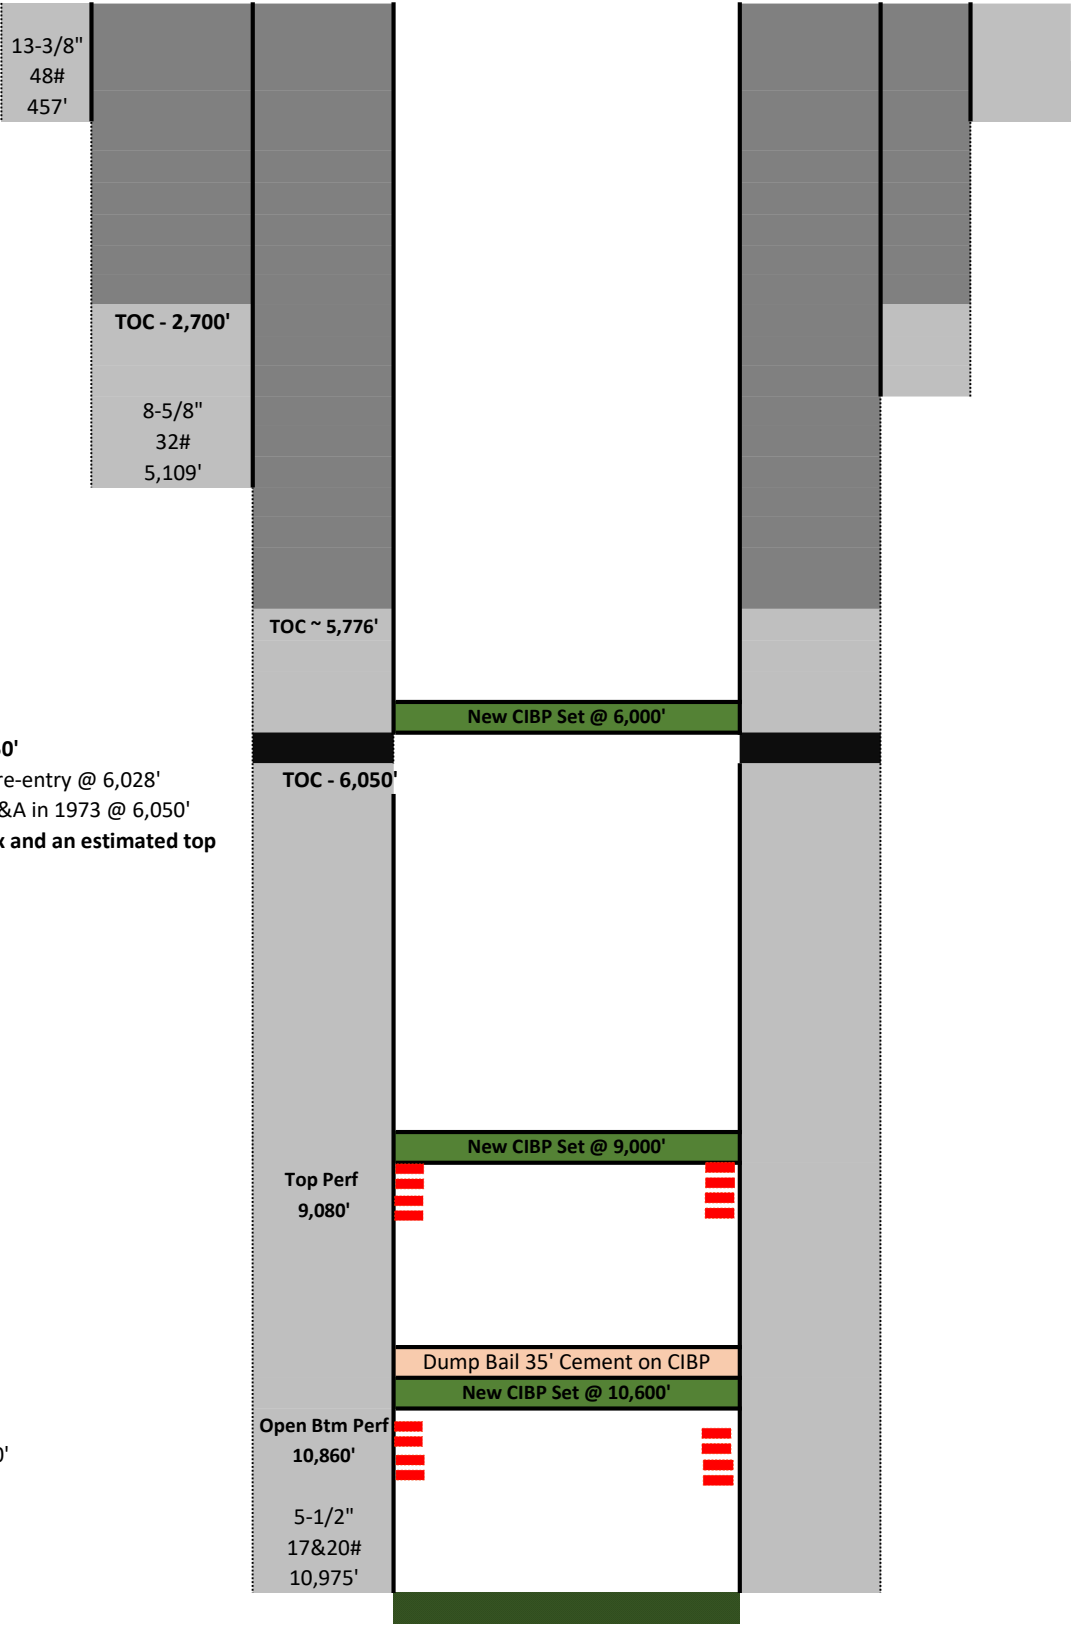 13-3/8"
48#
457'
TOC - 2,700'
8-5/8"
32#
5,109'
TOC ~ 5,776'
New CIBP Set @ 6,000'
0'
re-entry @ 6,028'
TOC - 6,050'
&A in 1973 @ 6,050'
and an estimated top
New CIBP Set @ 9,000'
Top Perf
9,080'
Dump Bail 35' Cement on CIBP
New CIBP Set @ 10,600'
Open Btm Perf
10,860'
5-1/2"
17&20#
10,975'